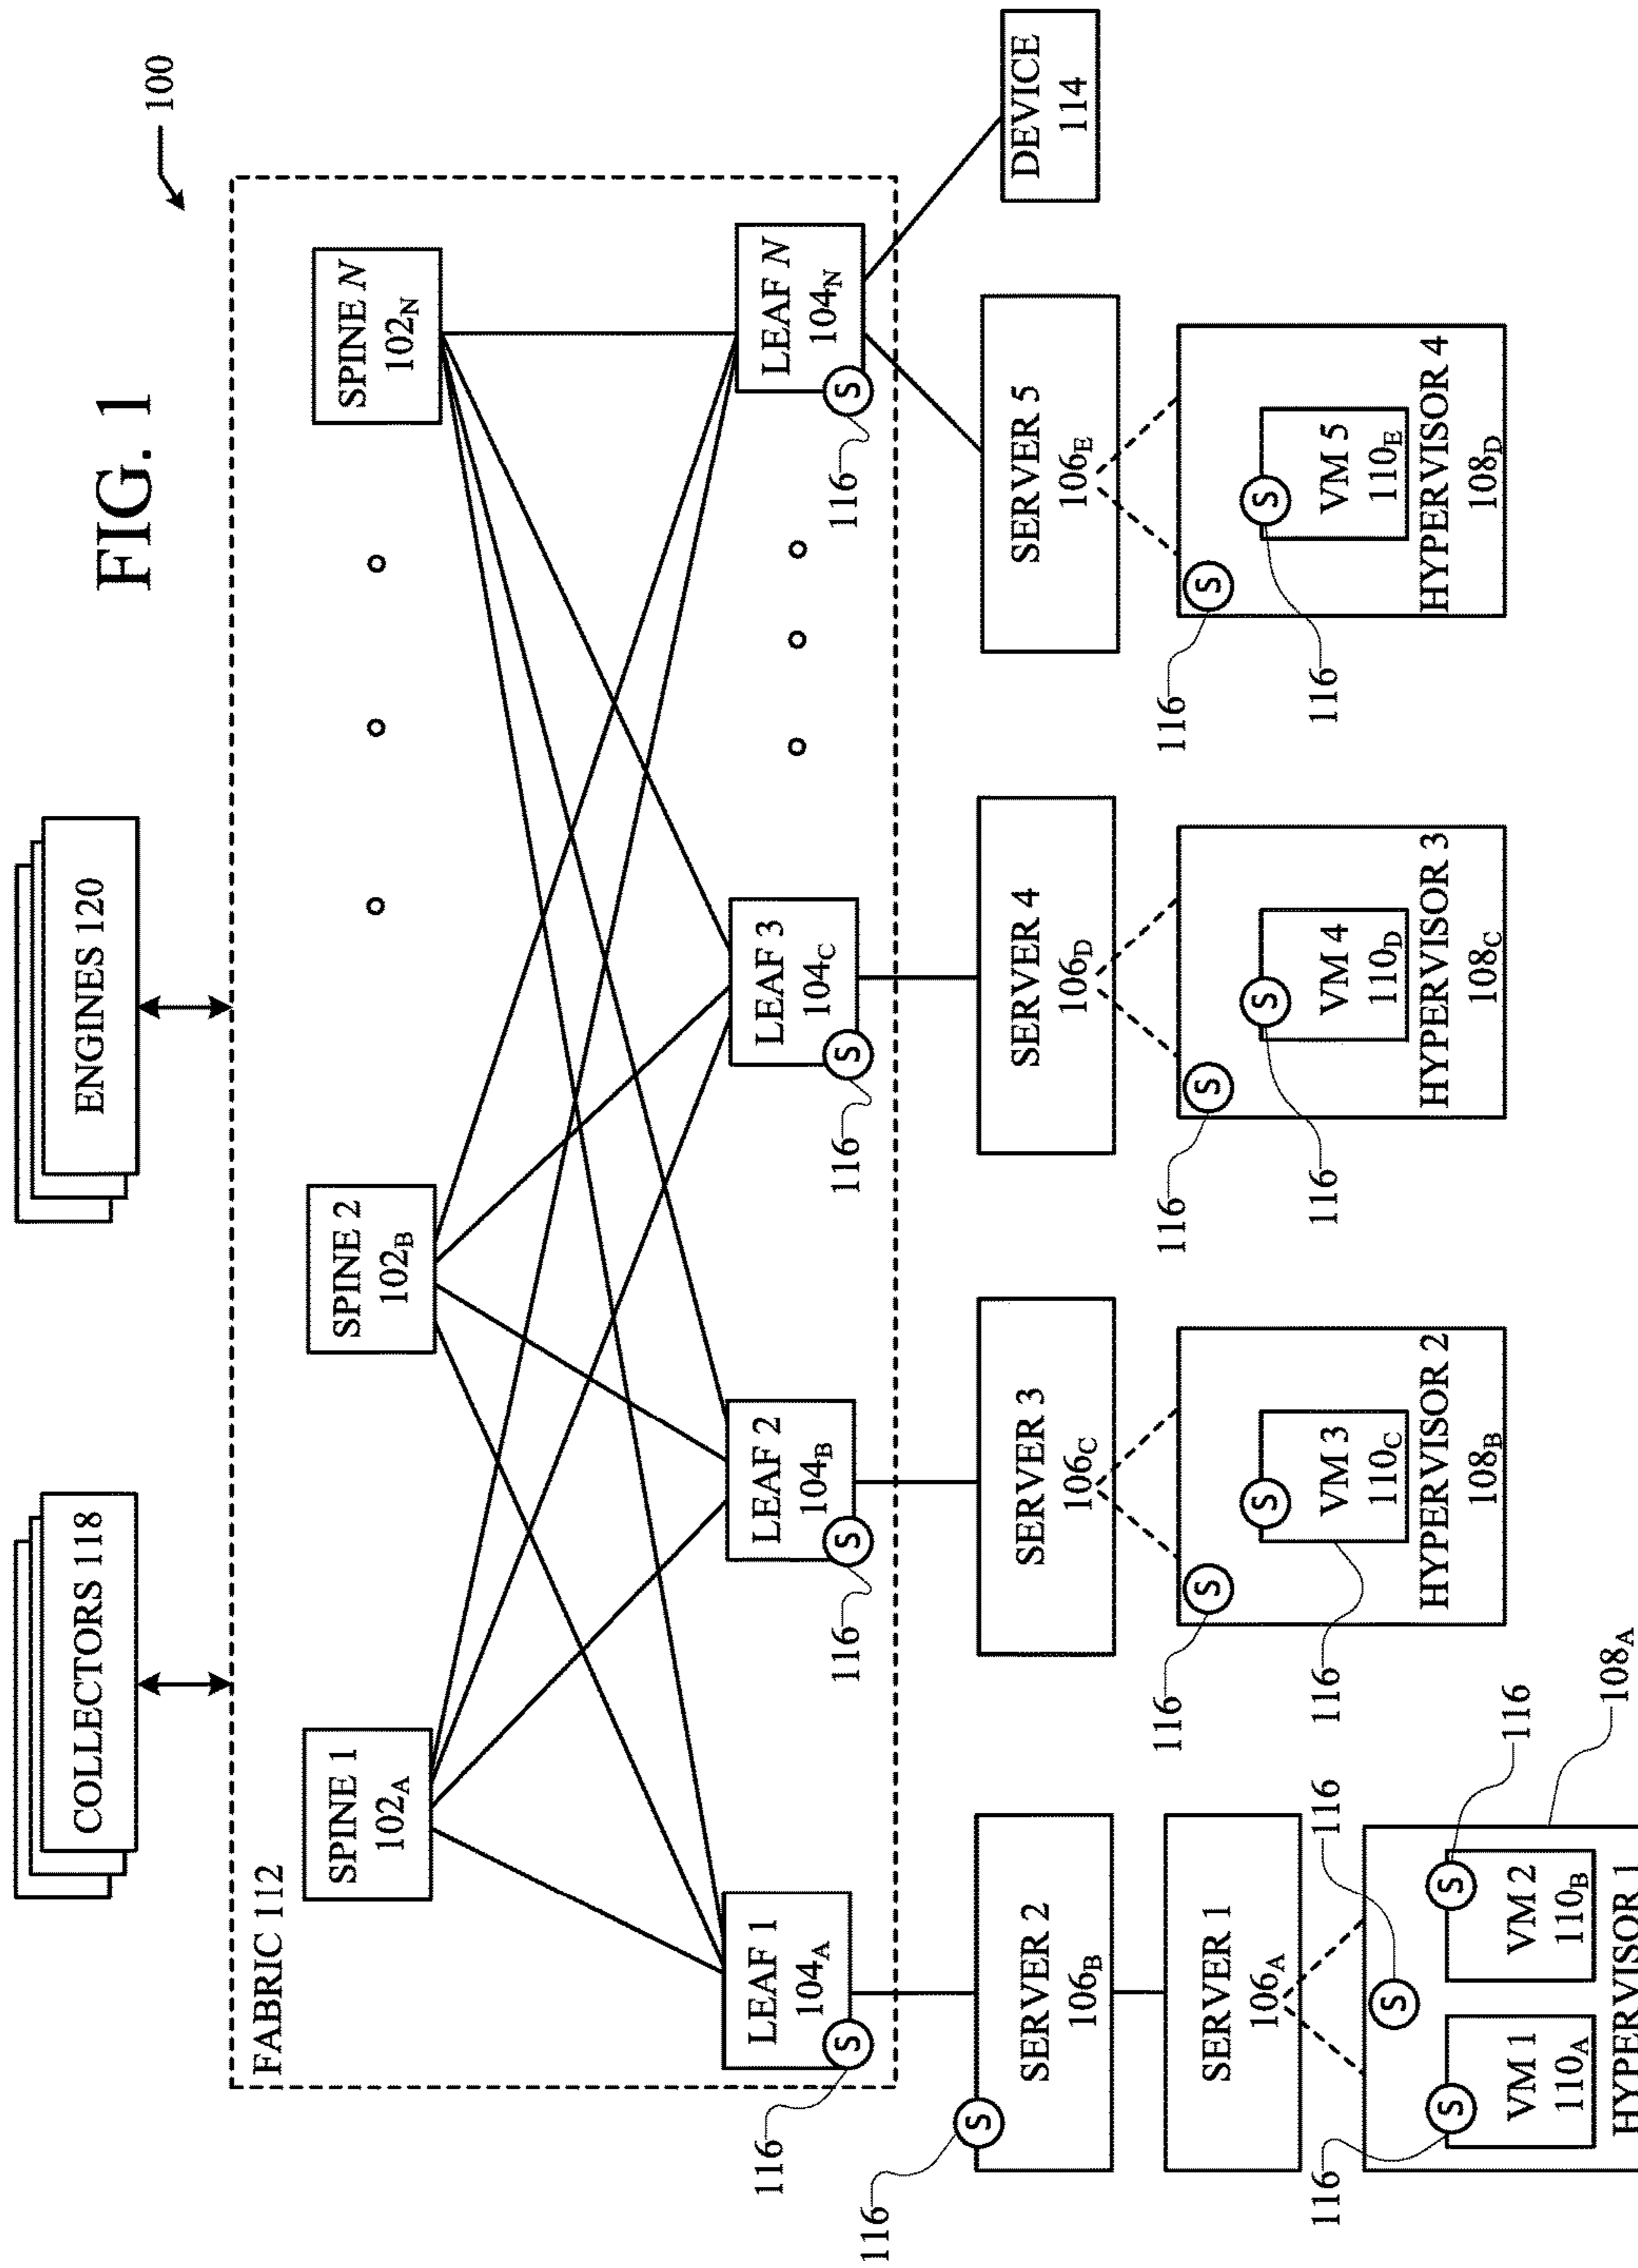 FIG. 1
100
COLLECTORS 118
ENGINES 120
FABRIC 112
SPINE 1
102A
SPINE 2
102B
SPINE N
102N
LEAF 1
104A
S
116
LEAF 2
104B
S
116
LEAF 3
104C
S
116
LEAF N
104N
S
116
116
S
SERVER 2
106B
SERVER 1
106A
SERVER 3
106C
SERVER 4
106D
SERVER 5
106E
DEVICE
114
116
S
116
S
VM 1
110A
116
S
VM 2
110B
HYPERVISOR 1
108A
116
S
116
S
VM 3
110C
HYPERVISOR 2
108B
116
S
116
S
VM 4
110D
HYPERVISOR 3
108C
116
S
116
S
VM 5
110E
HYPERVISOR 4
108D